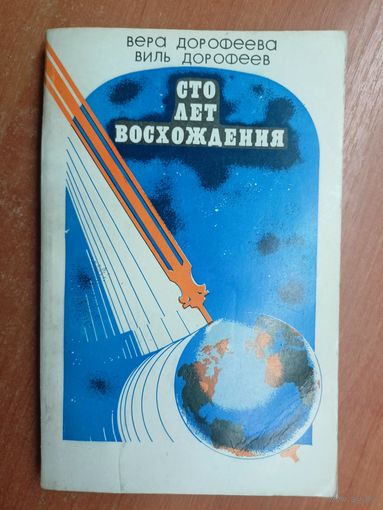 ВЕРА ДОРОФЕЕВА
ВИЛЬ ДОРОФЕЕВ
СТО
ЛЕТ
ВОСХОЖДЕНИЯ